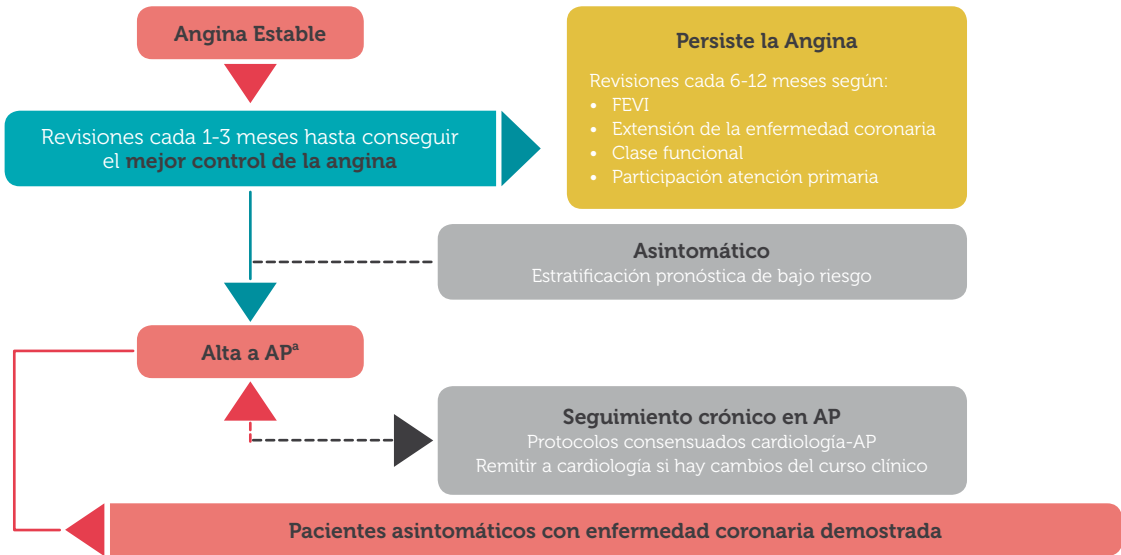 Angina Estable
Persiste la Angina
Revisiones cada 6-12 meses según:
• FEVI
• Extensión de la enfermedad coronaria
• Clase funcional
• Participación atención primaria
Revisiones cada 1-3 meses hasta conseguir
el mejor control de la angina
Asintomático
Estratificación pronóstica de bajo riesgo
Alta a APª
Seguimiento crónico en AP
Protocolos consensuados cardiología-AP
Remitir a cardiología si hay cambios del curso clínico
Pacientes asintomáticos con enfermedad coronaria demostrada